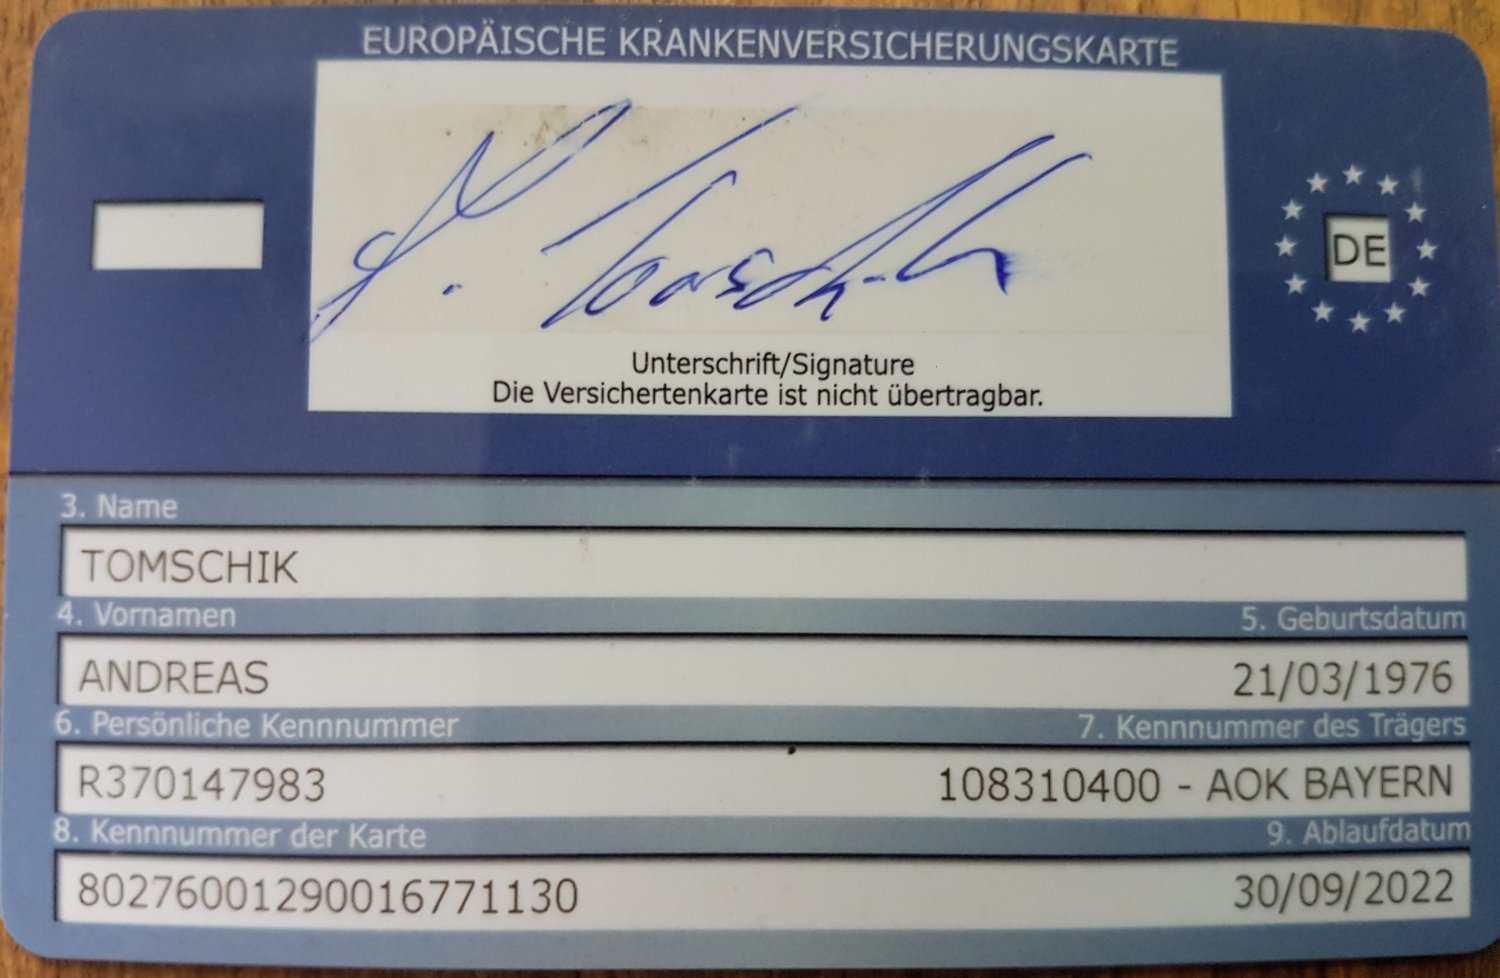 EUROPÄISCHE KRANKENVERSICHERUNGSKARTE
A. Tomschik
DE
Unterschrift/Signature
Die Versichertenkarte ist nicht übertragbar.
3. Name
TOMSCHIK
4. Vornamen 5. Geburtsdatum
ANDREAS 21/03/1976
6. Persönliche Kennnummer 7. Kennnummer des Trägers
R370147983 108310400 - AOK BAYERN
8. Kennnummer der Karte 9. Ablaufdatum
80276001290016771130 30/09/2022